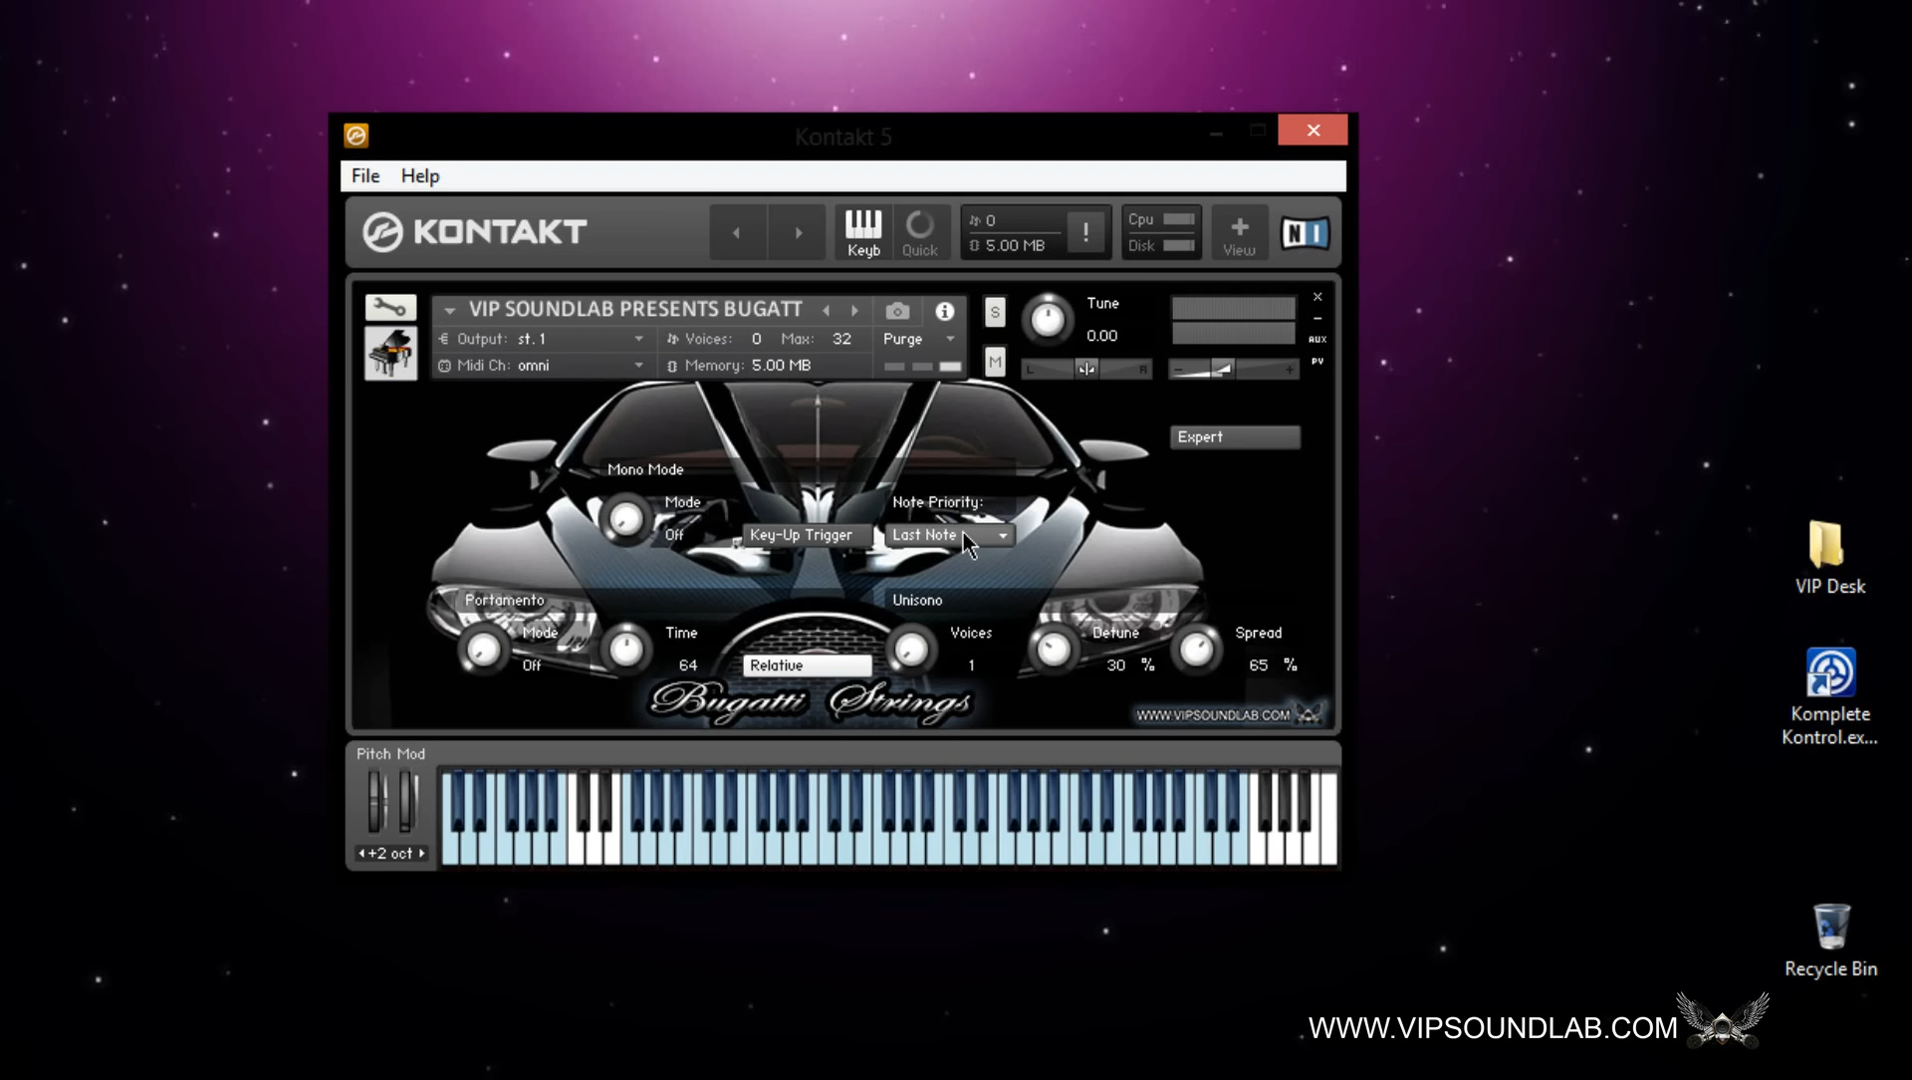 Kontakt 5
File Help
KONTAKT
Keyb
Quick
0
5.00 MB
!
Cpu
Disk
View
NI
VIP SOUNDLAB PRESENTS BUGATT
Output: st.1
Voices: 0 Max: 32
Purge
Midi Ch: omni
Memory: 5.00 MB
S
M
Tune
0.00
L R
AUX
PV
Expert
Mono Mode
Mode
Off
Key-Up Trigger
Note Priority:
Last Note
Portamento
Mode
Off
Time
64
Relative
Unisono
Voices
1
Detune
30 %
Spread
65 %
Bugatti Strings
WWW.VIPSOUNDLAB.COM
Pitch Mod
+2 oct
VIP Desk
Komplete
Kontrol.ex...
Recycle Bin
WWW.VIPSOUNDLAB.COM